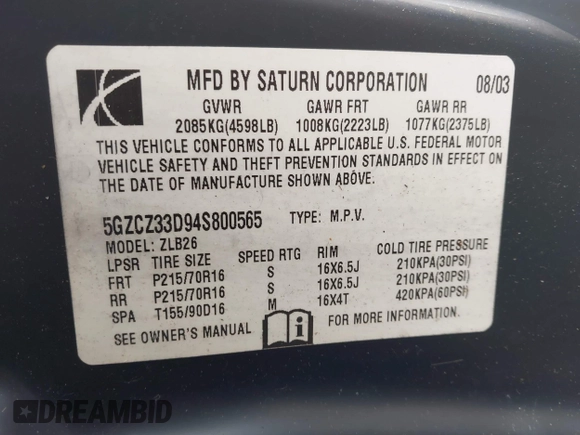 MFD BY SATURN CORPORATION 08/03
GVWR GAWR FRT GAWR RR
2085KG(4598LB) 1008KG(2223LB) 1077KG(2375LB)
THIS VEHICLE CONFORMS TO ALL APPLICABLE U.S. FEDERAL MOTOR
VEHICLE SAFETY AND THEFT PREVENTION STANDARDS IN EFFECT ON
THE DATE OF MANUFACTURE SHOWN ABOVE.
5GZCZ33D94S800565 TYPE: M.P.V.
MODEL: ZLB26
LPSR TIRE SIZE SPEED RTG RIM COLD TIRE PRESSURE
FRT P215/70R16 S 16X6.5J 210KPA(30PSI)
RR P215/70R16 S 16X6.5J 210KPA(30PSI)
SPA T155/90D16 M 16X4T 420KPA(60PSI)
SEE OWNER'S MANUAL FOR MORE INFORMATION.
DREAMBID